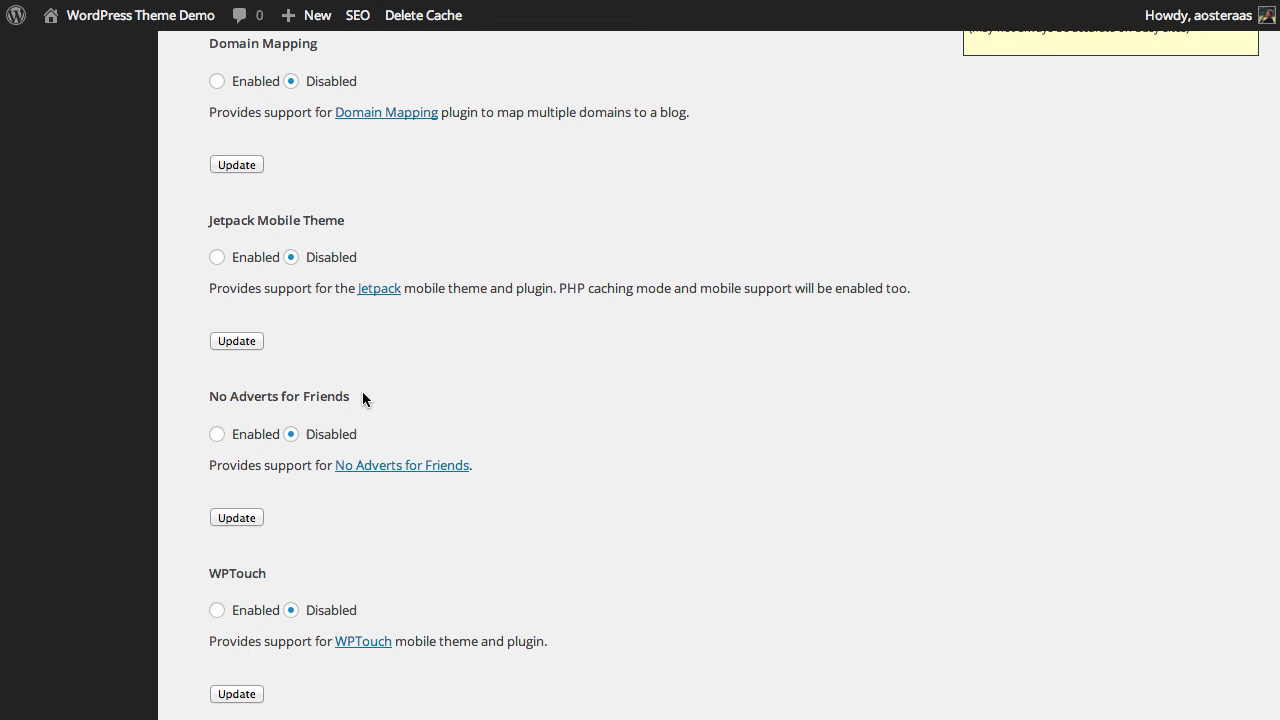 WordPress Theme Demo 0 New SEO Delete Cache Howdy, aosteraas
Domain Mapping
Enabled Disabled
Provides support for Domain Mapping plugin to map multiple domains to a blog.
Update
Jetpack Mobile Theme
Enabled Disabled
Provides support for the Jetpack mobile theme and plugin. PHP caching mode and mobile support will be enabled too.
Update
No Adverts for Friends
Enabled Disabled
Provides support for No Adverts for Friends.
Update
WPTouch
Enabled Disabled
Provides support for WPTouch mobile theme and plugin.
Update